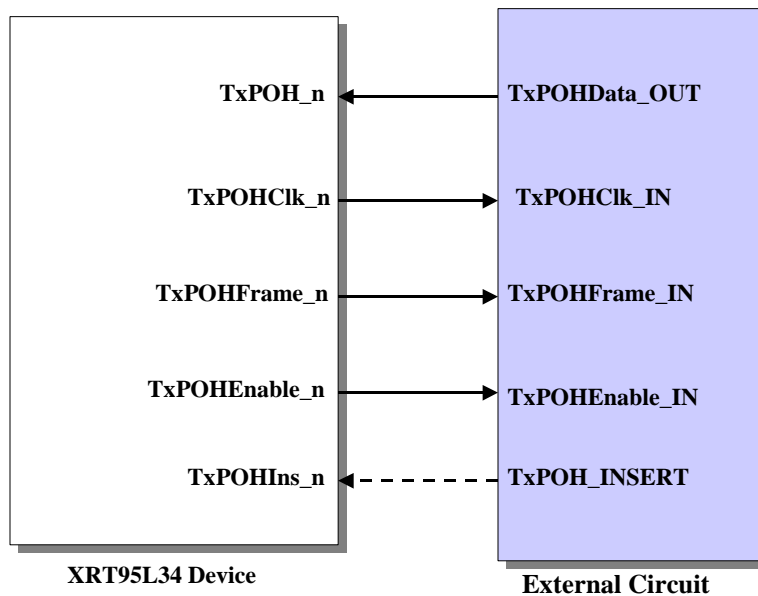 TxPOH_n TxPOHData_OUT
TxPOHClk_n TxPOHClk_IN
TxPOHFrame_n TxPOHFrame_IN
TxPOHEnable_n TxPOHEnable_IN
TxPOHIns_n TxPOH_INSERT
XRT95L34 Device External Circuit